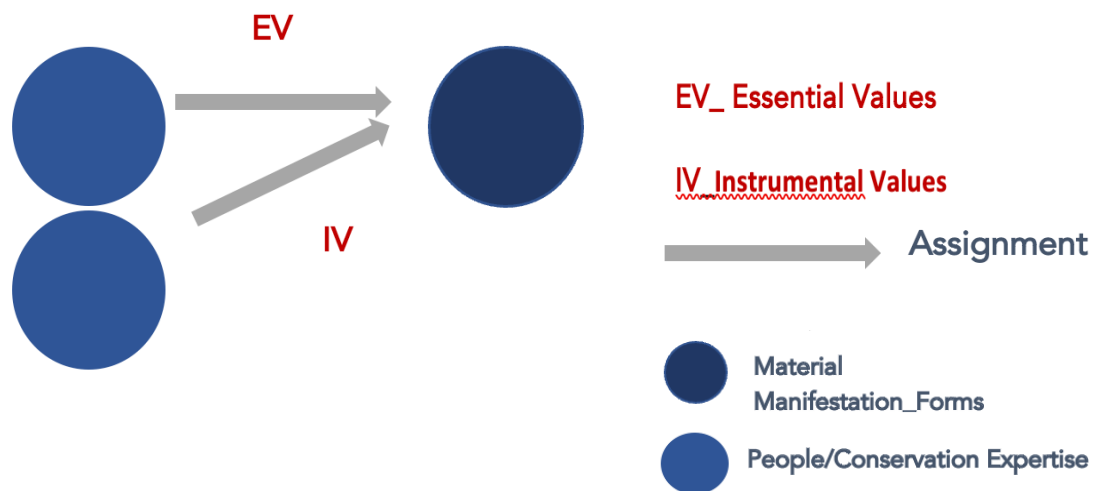 EV
IV
EV_ Essential Values
IV_Instrumental Values
Assignment
Material
Manifestation_Forms
People/Conservation Expertise